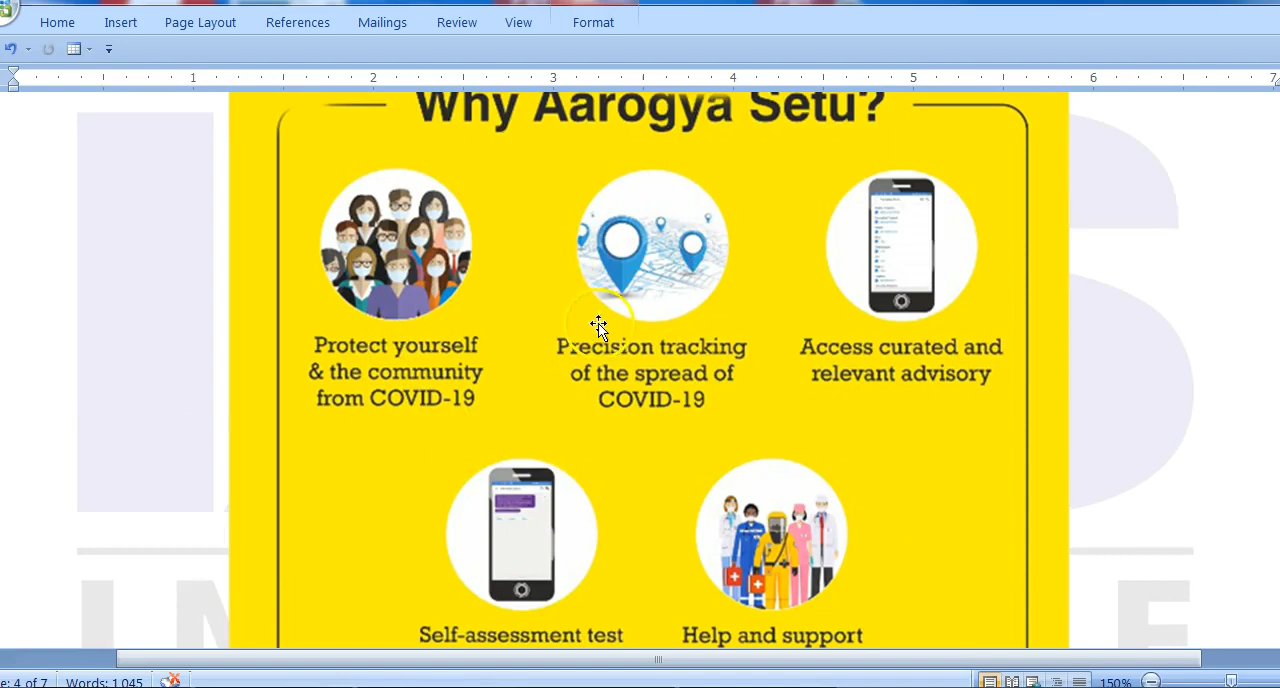 Home Insert Page Layout References Mailings Review View Format
1 2 3 4 5 6 7
Why Aarogya Setu?
Protect yourself
& the community
from COVID-19
Precision tracking
of the spread of
COVID-19
Access curated and
relevant advisory
Self-assessment test
Help and support
e: 4 of 7 Words: 1,045 150%